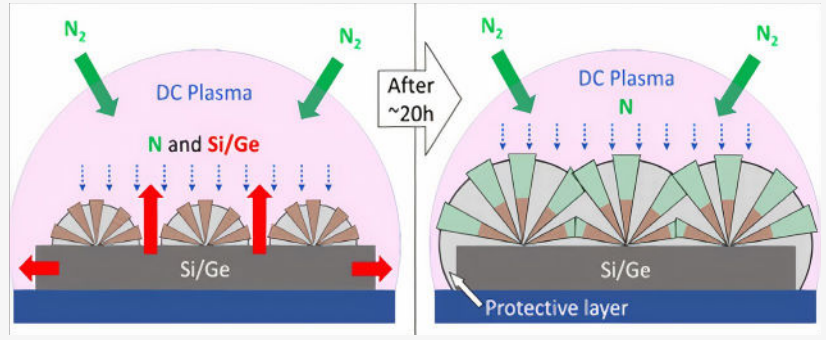 N₂
N₂
DC Plasma
N and Si/Ge
Si/Ge
After
~20h
N₂
N₂
DC Plasma
N
Si/Ge
Protective layer